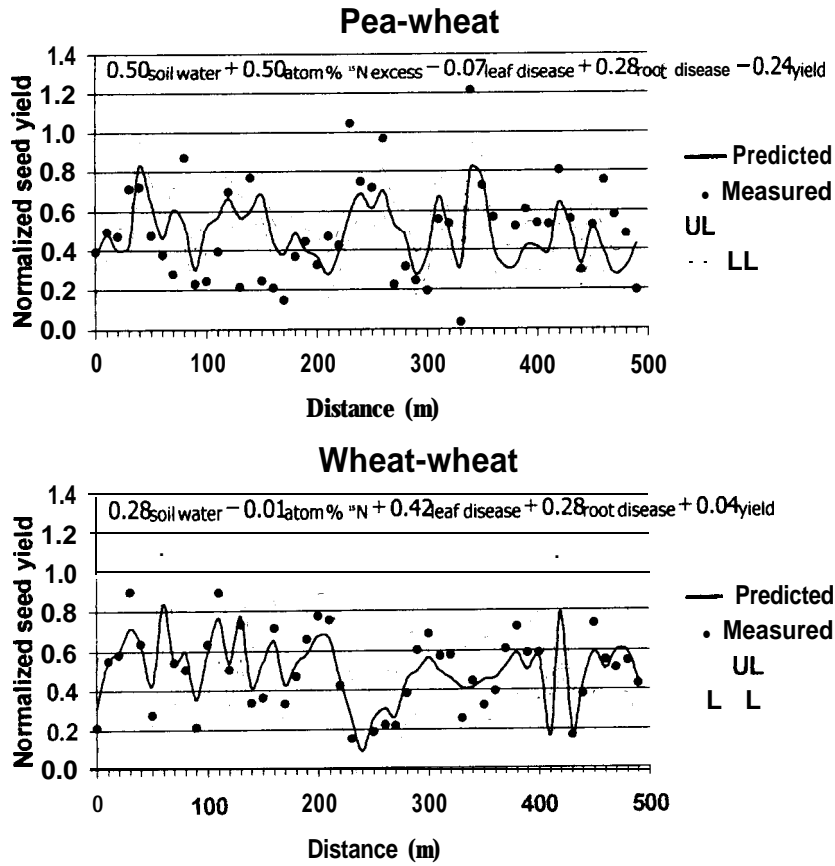 Pea-wheat
1.4
1.2
1.0
0.8
0.6
0.4
0.2
0.0
Normalized seed yield
0.50soil water + 0.50atom% ¹⁵N excess − 0.07leaf disease + 0.28root disease − 0.24yield
Predicted
Measured
UL
LL
0 100 200 300 400 500
Distance (m)
Wheat-wheat
1.4
1.2
1.0
0.8
0.6
0.4
0.2
0.0
Normalized seed yield
0.28soil water − 0.01atom% ¹⁵N + 0.42leaf disease + 0.28root disease + 0.04yield
Predicted
Measured
UL
L L
0 100 200 300 400 500
Distance (m)